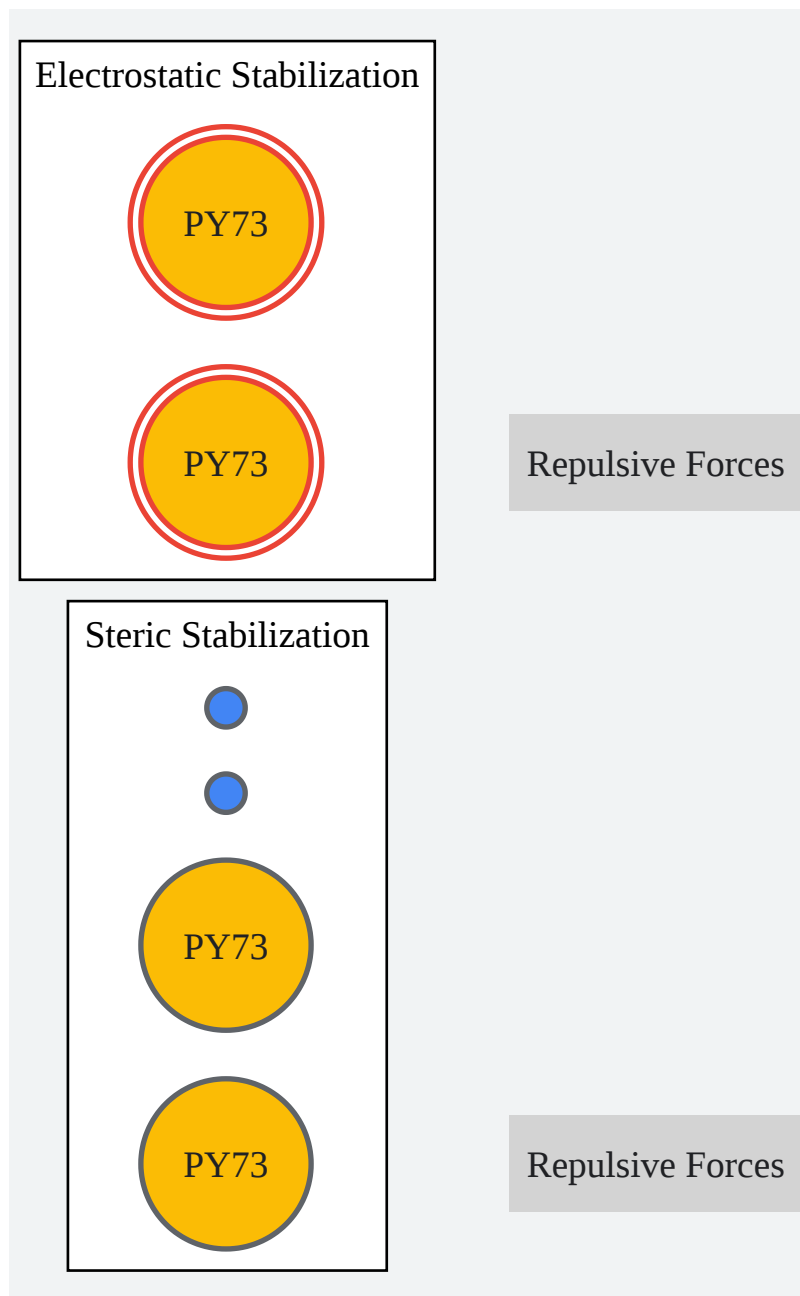 Electrostatic Stabilization
PY73
PY73
Repulsive Forces
Steric Stabilization
PY73
PY73
Repulsive Forces